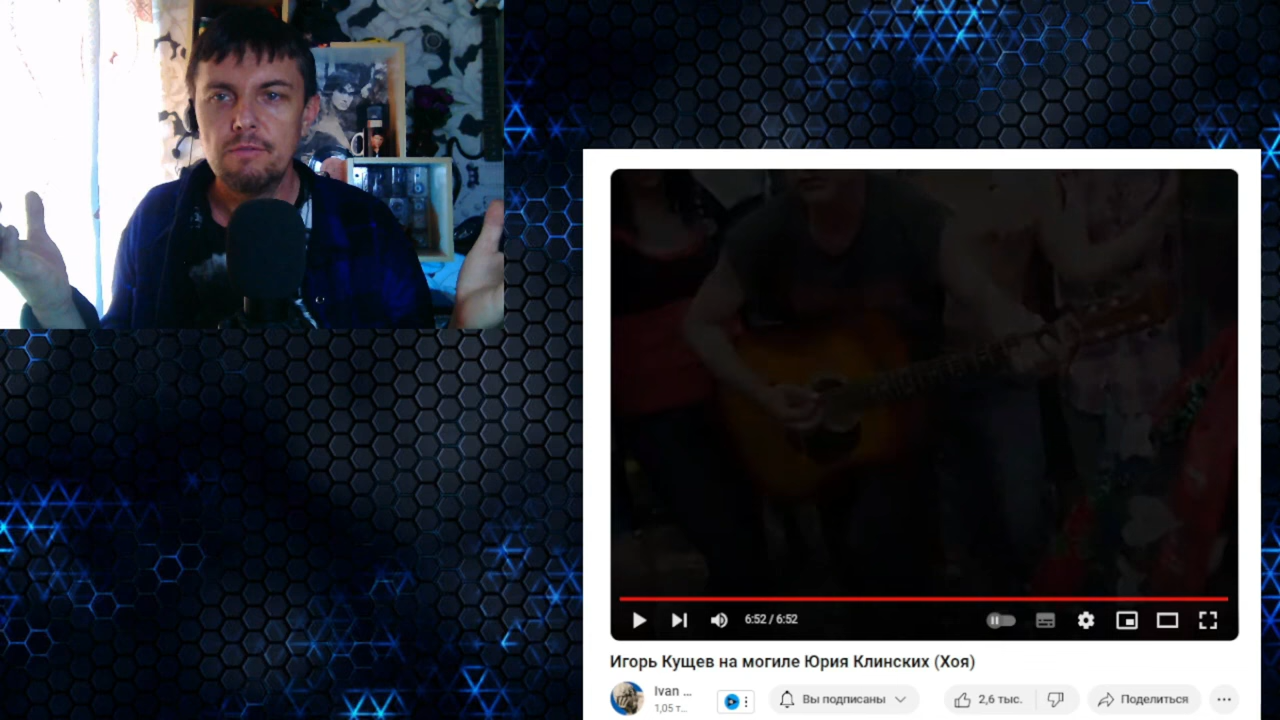 6:52 / 6:52
Игорь Кущев на могиле Юрия Клинских (Хоя)
Ivan ...
1,05 т...
Вы подписаны
2,6 тыс.
Поделиться